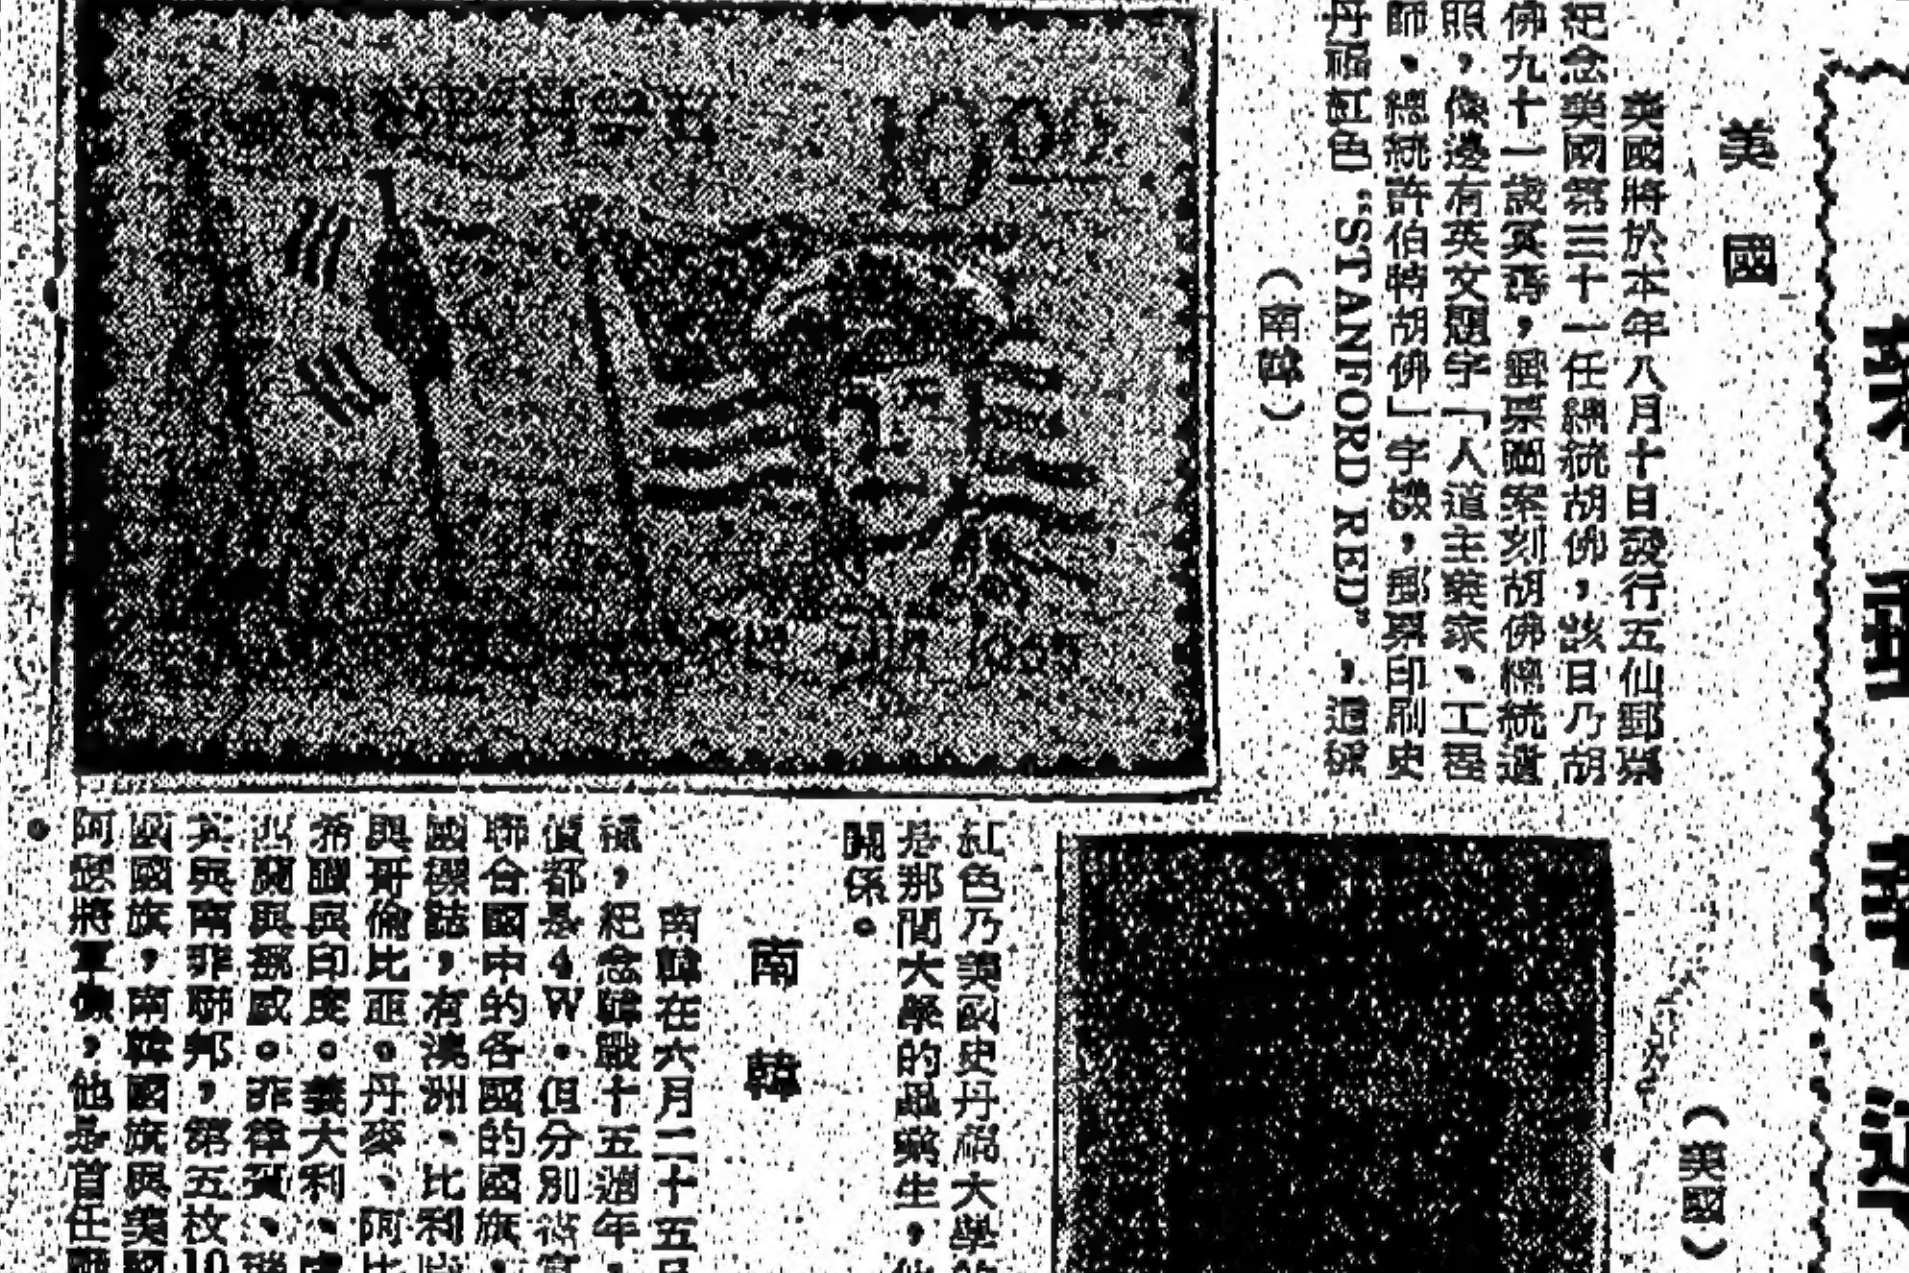 美國
美國將於本年八月十日發行五仙郵票
紀念美國第三十一任總統胡佛，該日乃胡
佛九十一歲冥壽，郵票圖案刻胡佛總統遺
照，像邊有英文題字「人道主義家、工程
師、總統許伯特胡佛」字機，郵票印刷史
丹福紅色“STANFORD RED”，這種
（南韓）
（美國）
紅色乃美國史丹福大學的
是那間大學的畢業生，他
關係。
南韓
南韓在六月二十五日
紀念韓戰十五週年，
值都是4W。但分別
聯合國中的各國的國旗，
國標誌，有澳洲、比利
與哥倫比亞。丹麥、阿比
希臘與印度。義大利、盧
蘭與挪威。菲律賓、
其與南非聯邦，第五枚10
國國旗，南韓國旗與美國
阿瑟將軍像，他是首任聯
。